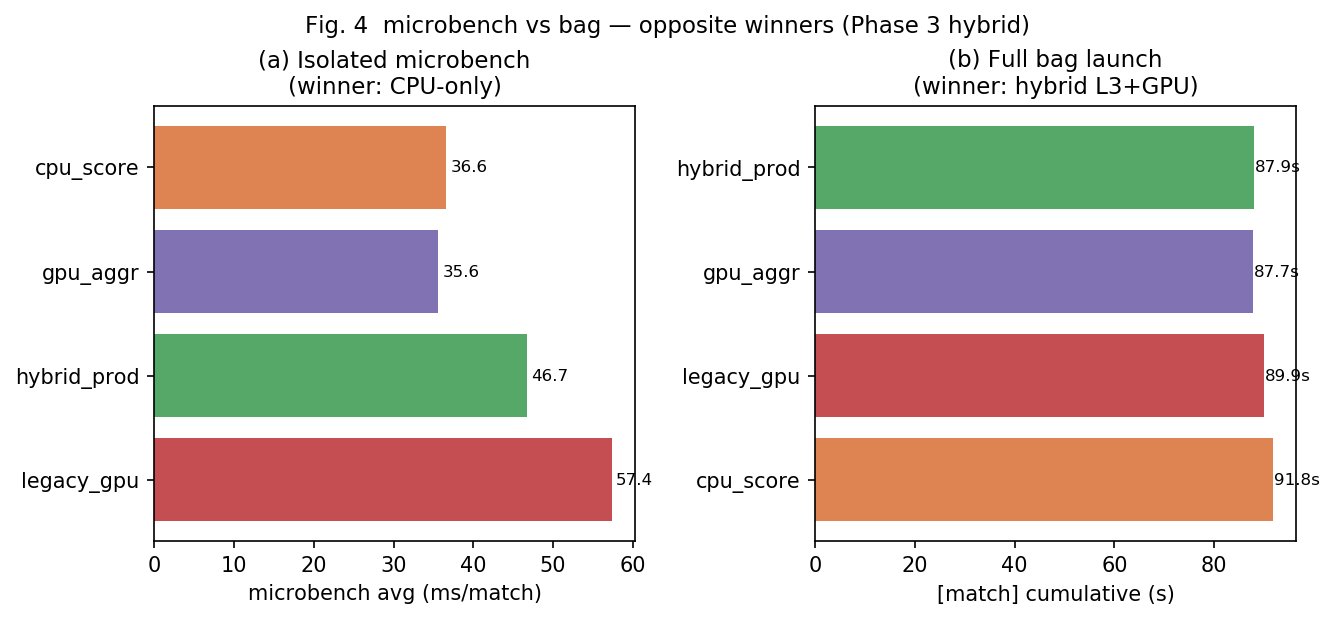 Fig. 4  microbench vs bag — opposite winners (Phase 3 hybrid)
(a) Isolated microbench
(winner: CPU-only)
cpu_score
36.6
gpu_aggr
35.6
hybrid_prod
46.7
legacy_gpu
57.4
0 10 20 30 40 50 60
microbench avg (ms/match)
(b) Full bag launch
(winner: hybrid L3+GPU)
hybrid_prod
87.9s
gpu_aggr
87.7s
legacy_gpu
89.9s
cpu_score
91.8s
0 20 40 60 80
[match] cumulative (s)